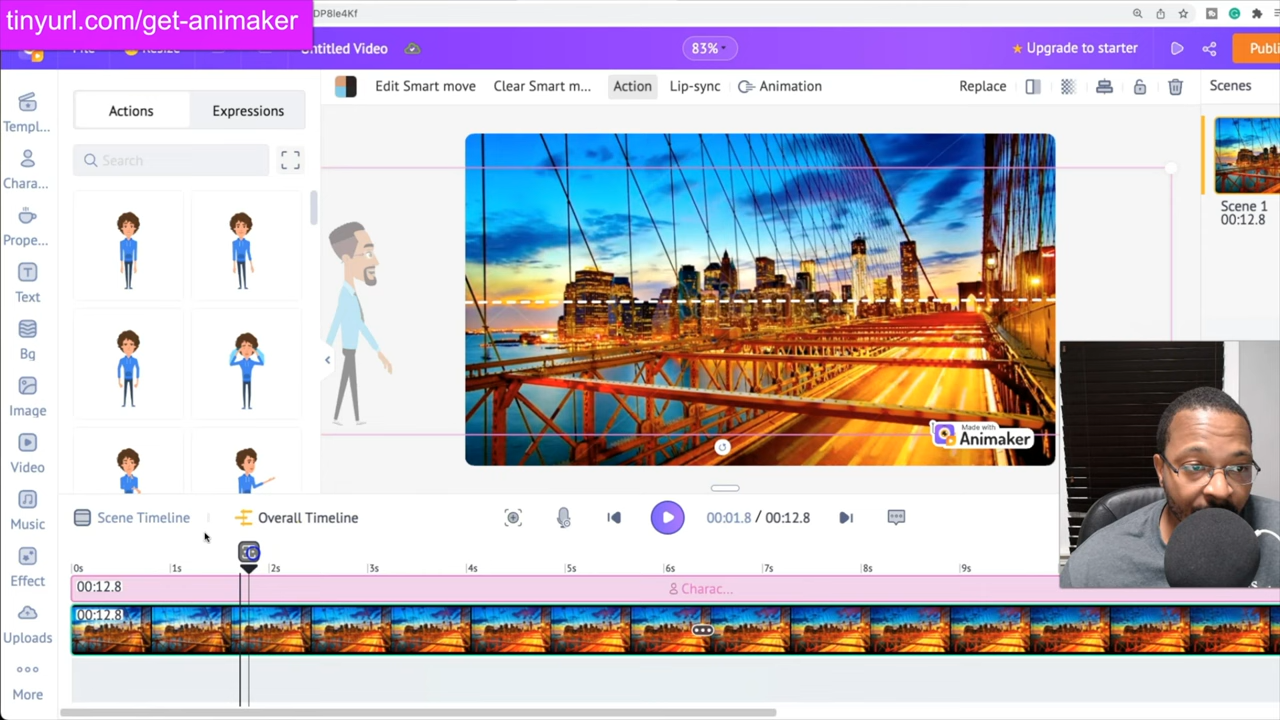 tinyurl.com/get-animaker
DP8le4Kf
Resize
Untitled Video
83%
Upgrade to starter
Publi
Edit Smart move
Clear Smart m...
Action
Lip-sync
Animation
Replace
Scenes
Actions
Expressions
Search
Templ...
Chara...
Prope...
Text
Bg
Image
Video
Music
Effect
Uploads
More
Scene 1
00:12.8
Made with
Animaker
Scene Timeline
Overall Timeline
00:01.8 / 00:12.8
0s
1s
2s
3s
4s
5s
6s
7s
8s
9s
00:12.8
Charac...
00:12.8